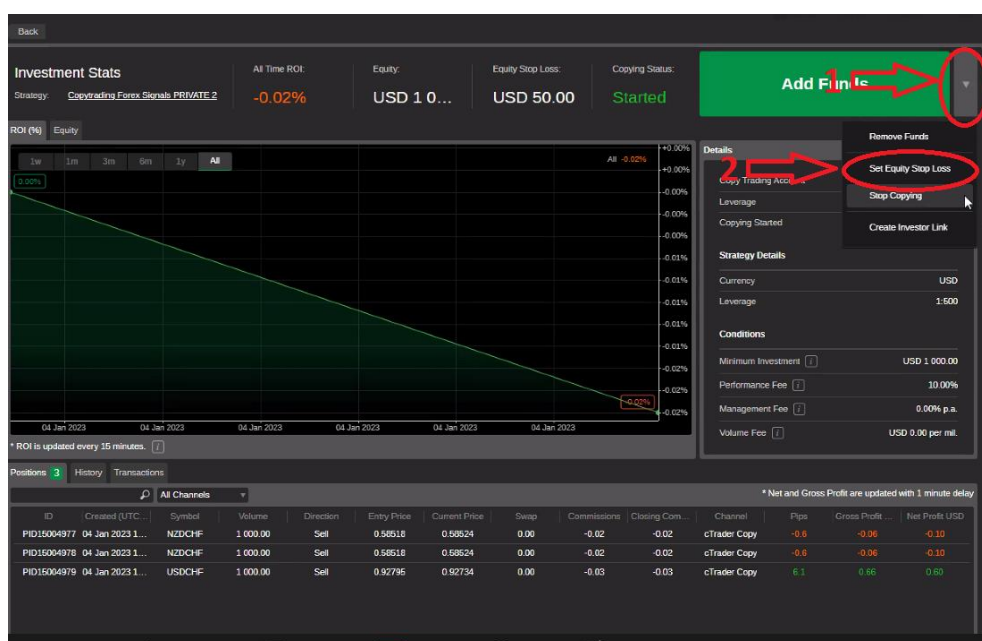 Back
Investment Stats
Strategy: Copytrading Forex Signals PRIVATE 2
All Time ROI:
-0.02%
Equity:
USD 1 0...
Equity Stop Loss:
USD 50.00
Copying Status:
Started
Add Funds
1
ROI (%) Equity
1w 1m 3m 6m 1y All
All -0.02%
0.00%
+0.00%
+0.00%
-0.00%
-0.00%
-0.00%
-0.01%
-0.01%
-0.01%
-0.01%
-0.01%
-0.02%
-0.02%
-0.02%
-0.02%
04 Jan 2023 04 Jan 2023 04 Jan 2023 04 Jan 2023 04 Jan 2023 04 Jan 2023
* ROI is updated every 15 minutes.
Remove Funds
2
Set Equity Stop Loss
Stop Copying
Create Investor Link
Details
Copy Trading Account
Leverage
Copying Started
Strategy Details
Currency USD
Leverage 1:500
Conditions
Minimum Investment i USD 1 000.00
Performance Fee i 10.00%
Management Fee i 0.00% p.a.
Volume Fee i USD 0.00 per mil.
Positions 3 History Transactions
All Channels
* Net and Gross Profit are updated with 1 minute delay
ID Created (UTC... Symbol Volume Direction Entry Price Current Price Swap Commissions Closing Com... Channel Pips Gross Profit ... Net Profit USD
PID15004977 04 Jan 2023 1... NZDCHF 1 000.00 Sell 0.58518 0.58524 0.00 -0.02 -0.02 cTrader Copy -0.6 -0.06 -0.10
PID15004978 04 Jan 2023 1... NZDCHF 1 000.00 Sell 0.58518 0.58524 0.00 -0.02 -0.02 cTrader Copy -0.6 -0.06 -0.10
PID15004979 04 Jan 2023 1... USDCHF 1 000.00 Sell 0.92795 0.92734 0.00 -0.03 -0.03 cTrader Copy 6.1 0.66 0.60